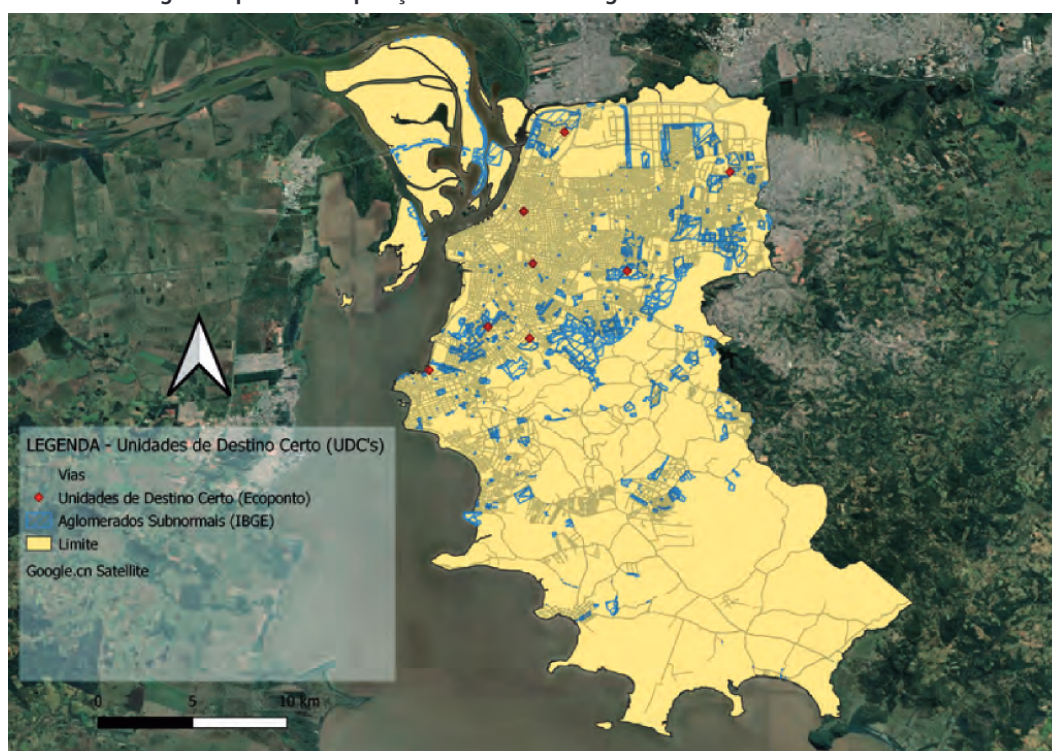 LEGENDA - Unidades de Destino Certo (UDC's)
Vias
Unidades de Destino Certo (Ecoponto)
Aglomerados Subnormais (IBGE)
Limite
Google.cn Satellite
0 5 10 km